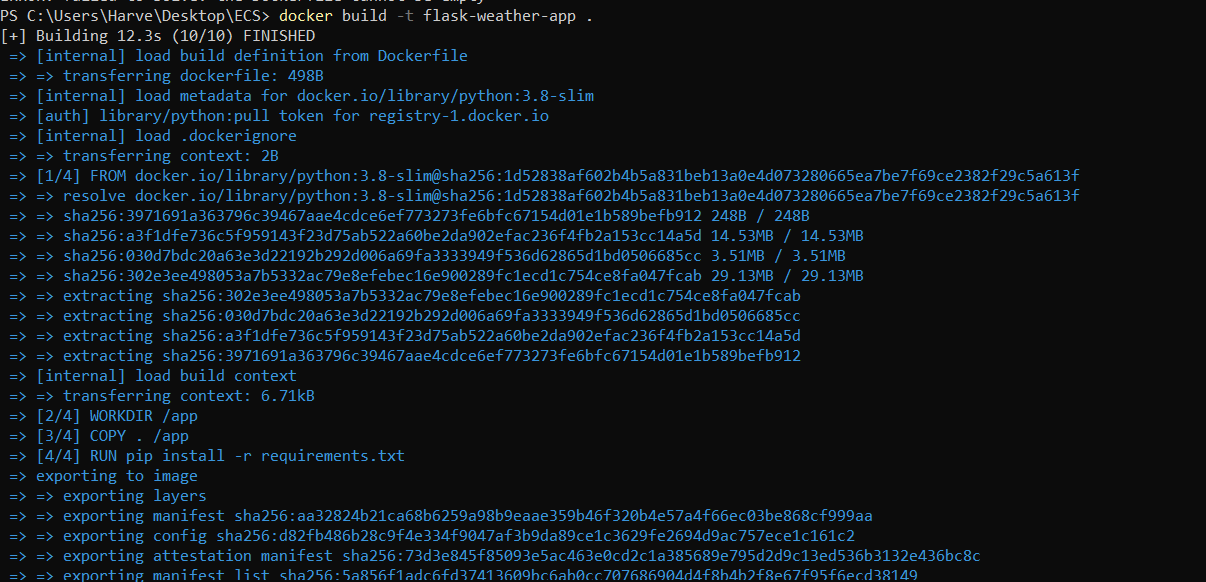 PS C:\Users\Harve\Desktop\ECS> docker build -t flask-weather-app .
[+] Building 12.3s (10/10) FINISHED
=> [internal] load build definition from Dockerfile
=> => transferring dockerfile: 498B
=> [internal] load metadata for docker.io/library/python:3.8-slim
=> [auth] library/python:pull token for registry-1.docker.io
=> [internal] load .dockerignore
=> => transferring context: 2B
=> [1/4] FROM docker.io/library/python:3.8-slim@sha256:1d52838af602b4b5a831beb13a0e4d073280665ea7be7f69ce2382f29c5a613f
=> => resolve docker.io/library/python:3.8-slim@sha256:1d52838af602b4b5a831beb13a0e4d073280665ea7be7f69ce2382f29c5a613f
=> => sha256:3971691a363796c39467aae4cdce6ef773273fe6bfc67154d01e1b589befb912 248B / 248B
=> => sha256:a3f1dfe736c5f959143f23d75ab522a60be2da902efac236f4fb2a153cc14a5d 14.53MB / 14.53MB
=> => sha256:030d7bdc20a63e3d22192b292d006a69fa3333949f536d62865d1bd0506685cc 3.51MB / 3.51MB
=> => sha256:302e3ee498053a7b5332ac79e8efebec16e900289fc1ecd1c754ce8fa047fcab 29.13MB / 29.13MB
=> => extracting sha256:302e3ee498053a7b5332ac79e8efebec16e900289fc1ecd1c754ce8fa047fcab
=> => extracting sha256:030d7bdc20a63e3d22192b292d006a69fa3333949f536d62865d1bd0506685cc
=> => extracting sha256:a3f1dfe736c5f959143f23d75ab522a60be2da902efac236f4fb2a153cc14a5d
=> => extracting sha256:3971691a363796c39467aae4cdce6ef773273fe6bfc67154d01e1b589befb912
=> [internal] load build context
=> => transferring context: 6.71kB
=> [2/4] WORKDIR /app
=> [3/4] COPY . /app
=> [4/4] RUN pip install -r requirements.txt
=> exporting to image
=> => exporting layers
=> => exporting manifest sha256:aa32824b21ca68b6259a98b9eaae359b46f320b4e57a4f66ec03be868cf999aa
=> => exporting config sha256:d82fb486b28c9f4e334f9047af3b9da89ce1c3629fe2694d9ac757ece1c161c2
=> => exporting attestation manifest sha256:73d3e845f85093e5ac463e0cd2c1a385689e795d2d9c13ed536b3132e436bc8c
=> => exporting manifest list sha256:5a856f1adc6fd37413609bc6ab0cc707686904d4f8b4b2f8e67f95f6ecd38149